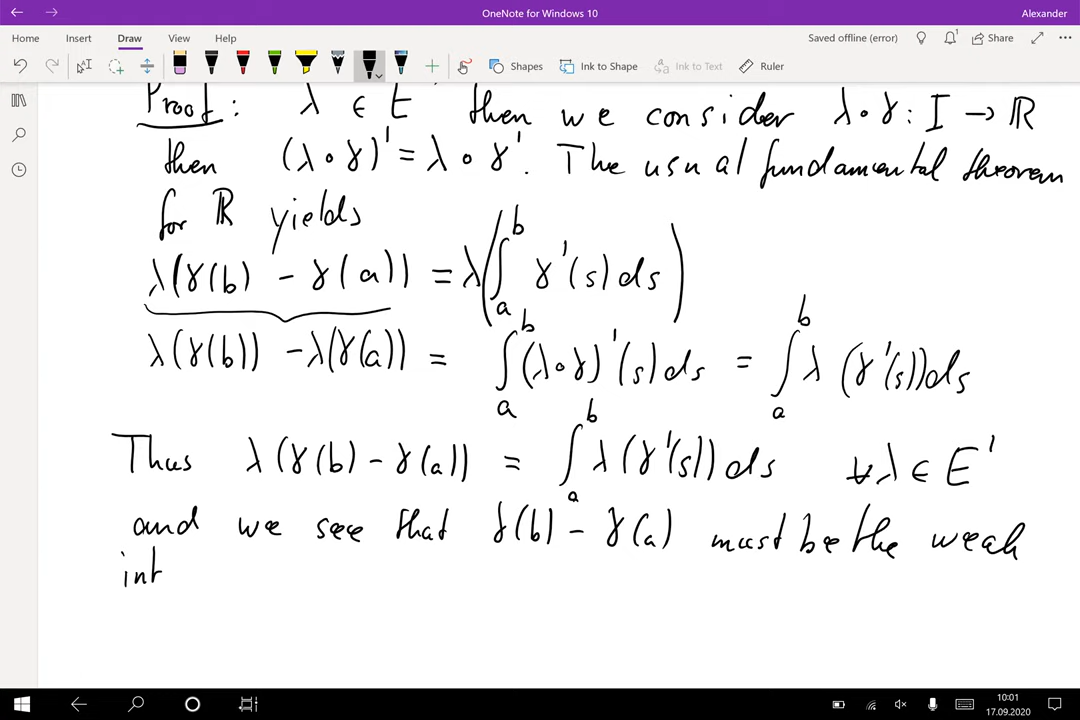 OneNote for Windows 10
Alexander
Home Insert Draw View Help
Saved offline (error)
Share
Shapes
Ink to Shape
Ink to Text
Ruler
Proof: λ ∈ E' then we consider λ∘γ : I → ℝ
then (λ∘γ)' = λ∘γ'. The usual fundamental theorem
for ℝ yields
λ(γ(b) - γ(a)) = λ(∫_a^b γ'(s) ds)
λ(γ(b)) - λ(γ(a)) = ∫_a^b (λ∘γ)'(s) ds = ∫_a^b λ(γ'(s)) ds
Thus λ(γ(b) - γ(a)) = ∫_a^b λ(γ'(s)) ds ∀λ ∈ E'
and we see that γ(b) - γ(a) must be the weak
int
10:01
17.09.2020